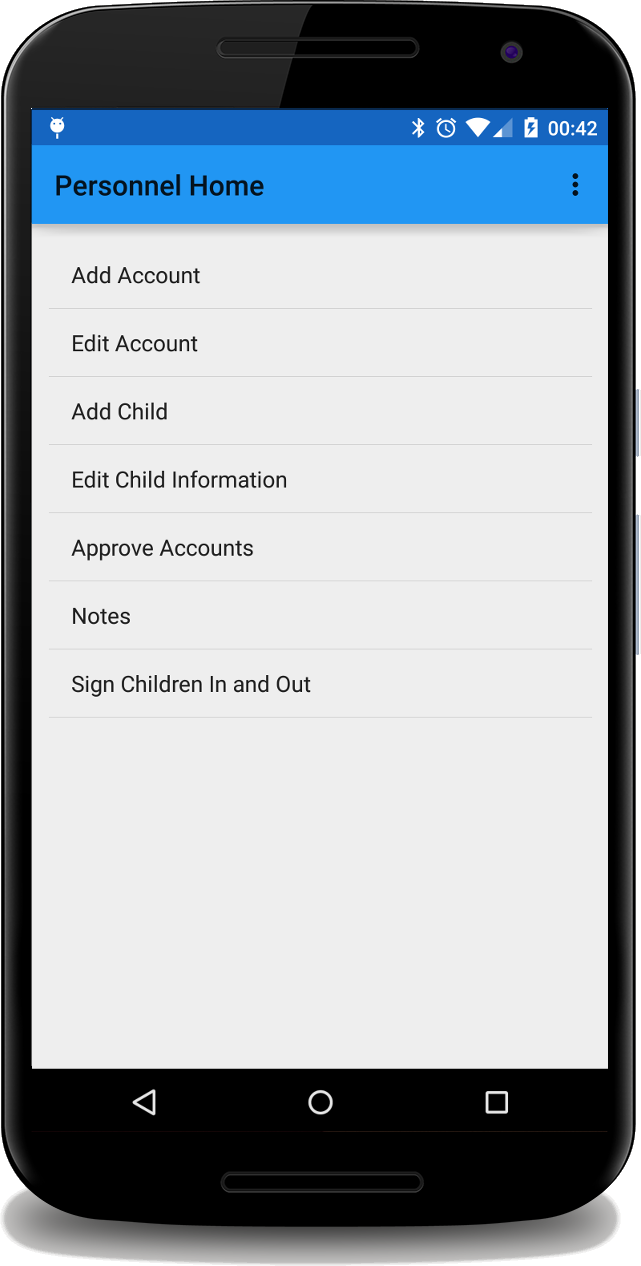 00:42
Personnel Home
Add Account
Edit Account
Add Child
Edit Child Information
Approve Accounts
Notes
Sign Children In and Out